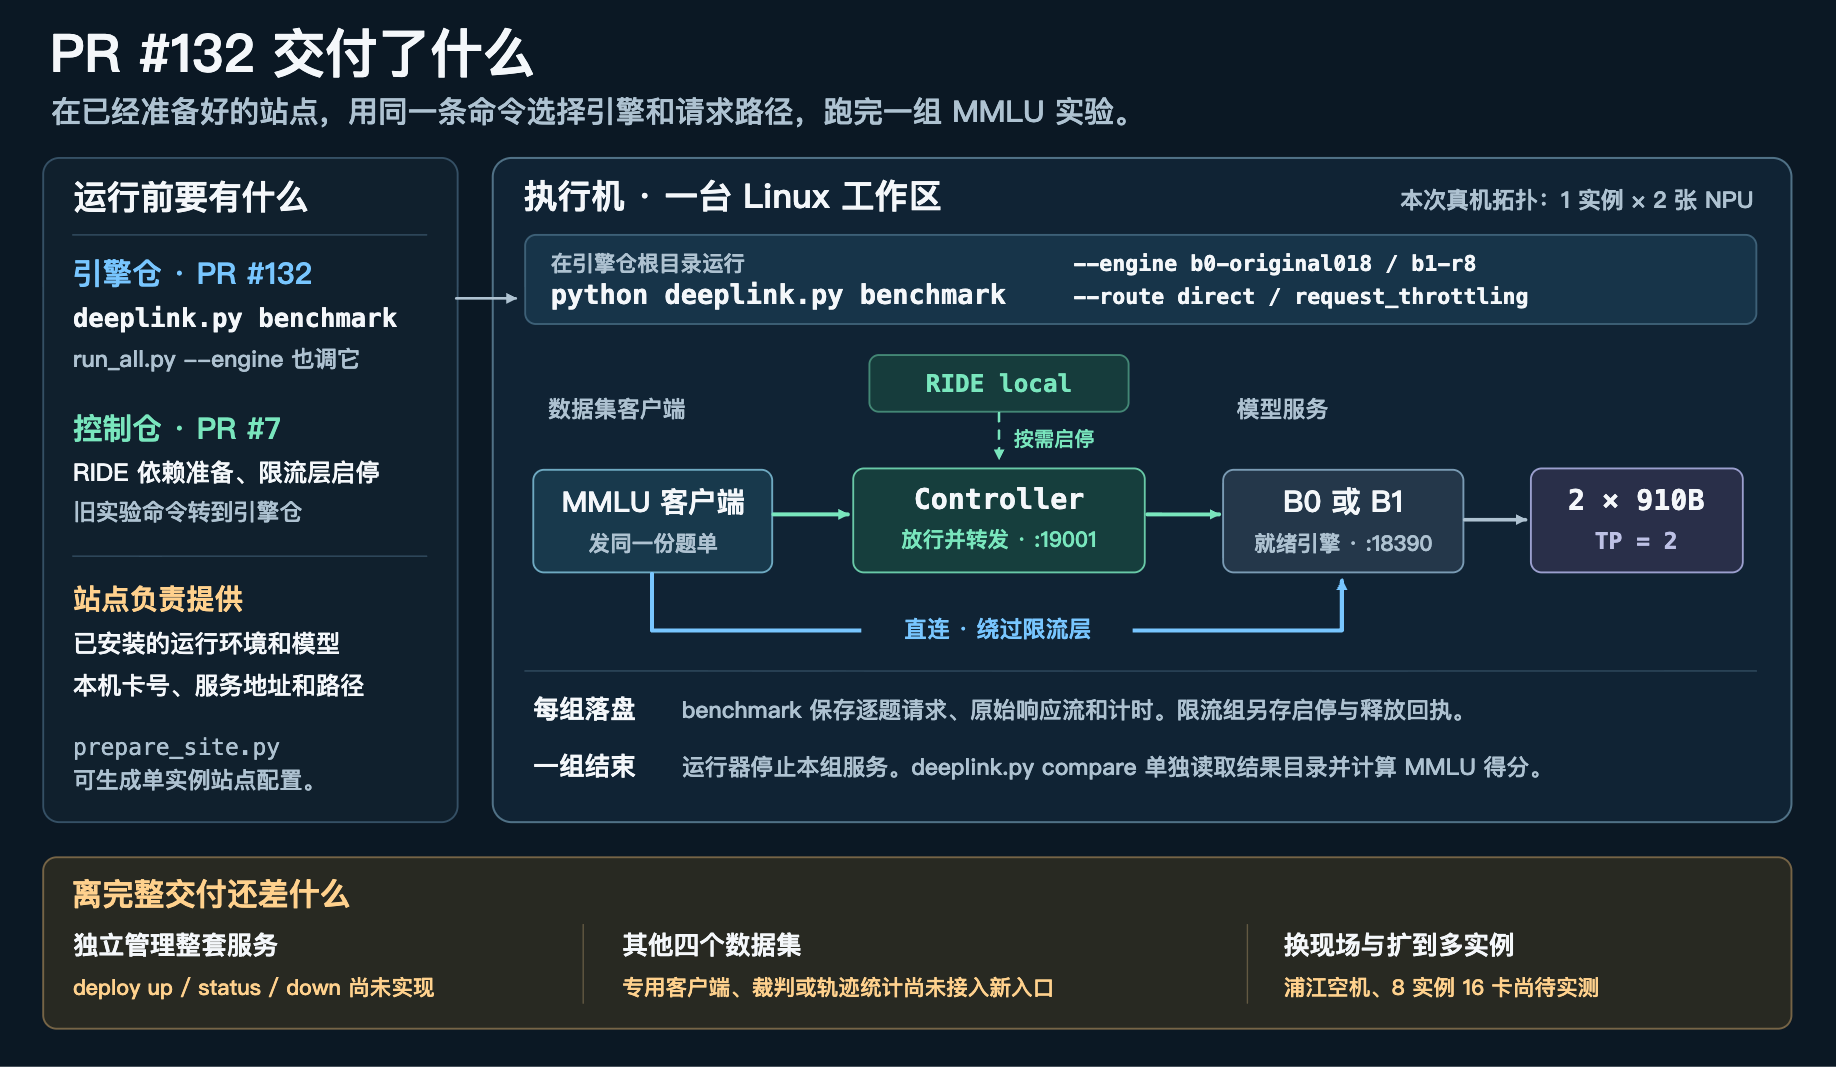 PR #132 交付了什么
在已经准备好的站点，用同一条命令选择引擎和请求路径，跑完一组 MMLU 实验。
运行前要有什么
引擎仓 · PR #132
deeplink.py benchmark
run_all.py --engine 也调它
控制仓 · PR #7
RIDE 依赖准备、限流层启停
旧实验命令转到引擎仓
站点负责提供
已安装的运行环境和模型
本机卡号、服务地址和路径
prepare_site.py
可生成单实例站点配置。
执行机 · 一台 Linux 工作区
本次真机拓扑：1 实例 × 2 张 NPU
在引擎仓根目录运行
python deeplink.py benchmark
--engine b0-original018 / b1-r8
--route direct / request_throttling
RIDE local
按需启停
数据集客户端
模型服务
MMLU 客户端
发同一份题单
Controller
放行并转发 · :19001
B0 或 B1
就绪引擎 · :18390
2 × 910B
TP = 2
直连 · 绕过限流层
每组落盘
benchmark 保存逐题请求、原始响应流和计时。限流组另存启停与释放回执。
一组结束
运行器停止本组服务。deeplink.py compare 单独读取结果目录并计算 MMLU 得分。
离完整交付还差什么
独立管理整套服务
deploy up / status / down 尚未实现
其他四个数据集
专用客户端、裁判或轨迹统计尚未接入新入口
换现场与扩到多实例
浦江空机、8 实例 16 卡尚待实测